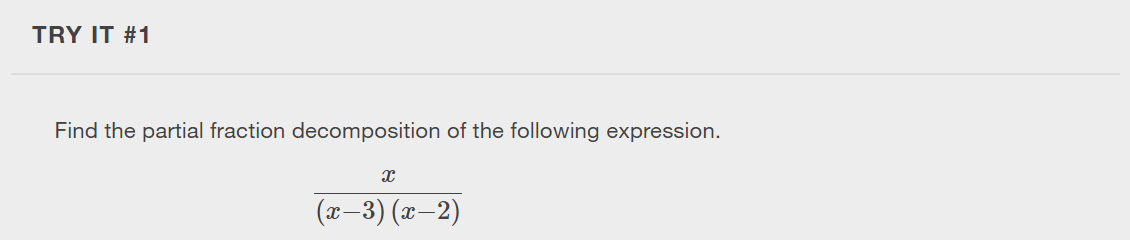 TRY IT #1
Find the partial fraction decomposition of the following expression.
x
(x−3) (x−2)